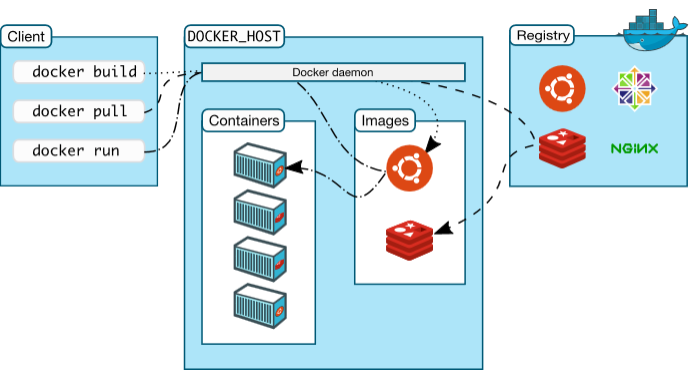 Client
docker build
docker pull
docker run
DOCKER_HOST
Docker daemon
Containers
Images
Registry
NGINX